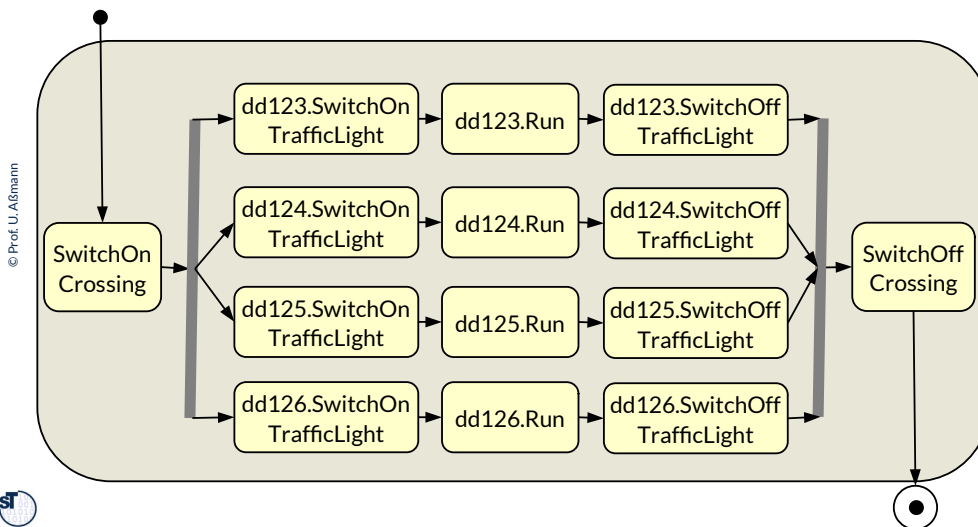 dd123.SwitchOn
TrafficLight
dd123.Run
dd123.SwitchOff
TrafficLight
dd124.SwitchOn
TrafficLight
dd124.Run
dd124.SwitchOff
TrafficLight
SwitchOn
Crossing
SwitchOff
Crossing
dd125.SwitchOn
TrafficLight
dd125.Run
dd125.SwitchOff
TrafficLight
dd126.SwitchOn
TrafficLight
dd126.Run
dd126.SwitchOff
TrafficLight
© Prof. U. Aßmann
ST